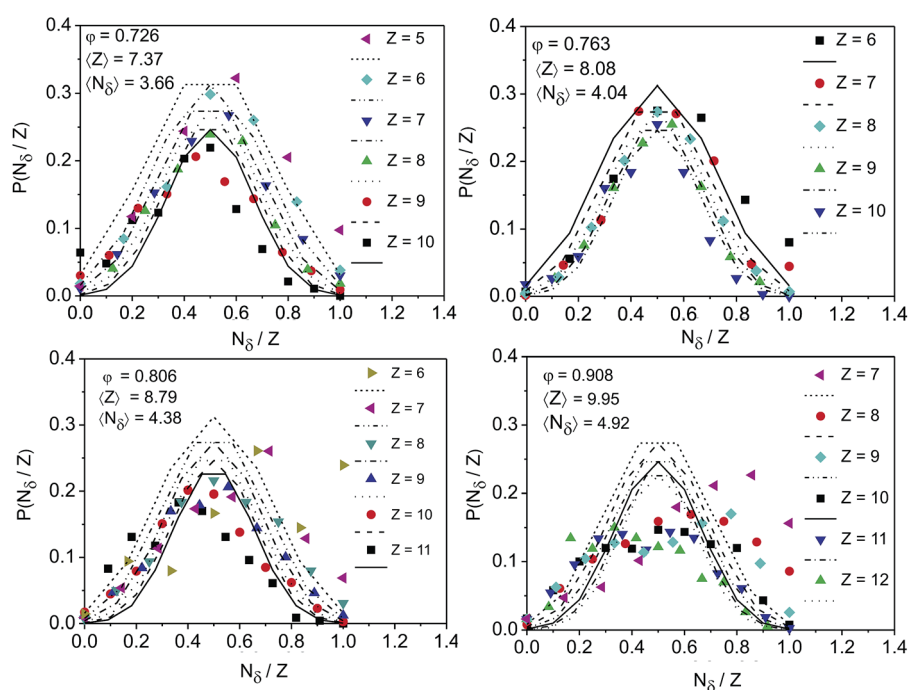 φ = 0.726
⟨Z⟩ = 7.37
⟨Nδ⟩ = 3.66
Z = 5
Z = 6
Z = 7
Z = 8
Z = 9
Z = 10
P(Nδ / Z)
0.4
0.3
0.2
0.1
0.0
0.0 0.2 0.4 0.6 0.8 1.0 1.2 1.4
Nδ / Z
φ = 0.763
⟨Z⟩ = 8.08
⟨Nδ⟩ = 4.04
Z = 6
Z = 7
Z = 8
Z = 9
Z = 10
P(Nδ / Z)
0.4
0.3
0.2
0.1
0.0
0.0 0.2 0.4 0.6 0.8 1.0 1.2 1.4
Nδ / Z
φ = 0.806
⟨Z⟩ = 8.79
⟨Nδ⟩ = 4.38
Z = 6
Z = 7
Z = 8
Z = 9
Z = 10
Z = 11
P(Nδ / Z)
0.4
0.3
0.2
0.1
0.0
0.0 0.2 0.4 0.6 0.8 1.0 1.2 1.4
Nδ / Z
φ = 0.908
⟨Z⟩ = 9.95
⟨Nδ⟩ = 4.92
Z = 7
Z = 8
Z = 9
Z = 10
Z = 11
Z = 12
P(Nδ / Z)
0.4
0.3
0.2
0.1
0.0
0.0 0.2 0.4 0.6 0.8 1.0 1.2 1.4
Nδ / Z